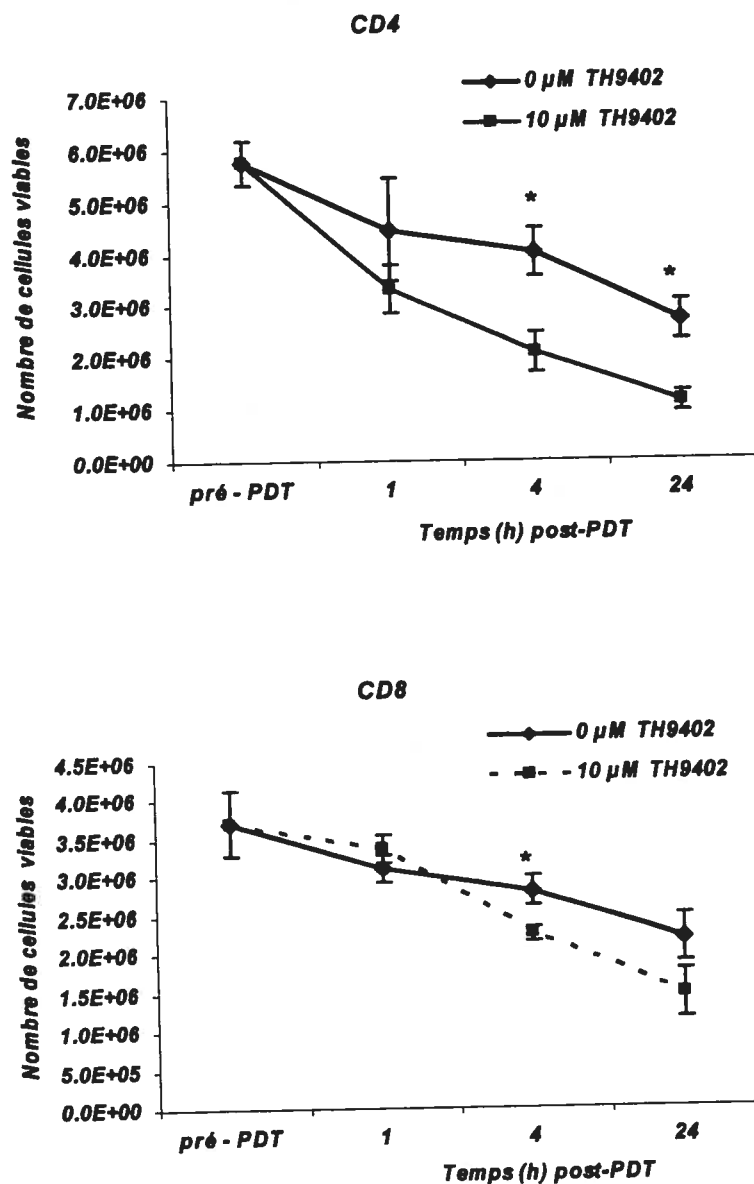 CD4
0 µM TH9402
10 µM TH9402
Nombre de cellules viables
7.0E+06
6.0E+06
5.0E+06
4.0E+06
3.0E+06
2.0E+06
1.0E+06
0.0E+00
*
*
pré - PDT 1 4 24
Temps (h) post-PDT
CD8
0 µM TH9402
10 µM TH9402
Nombre de cellules viables
4.5E+06
4.0E+06
3.5E+06
3.0E+06
2.5E+06
2.0E+06
1.5E+06
1.0E+06
5.0E+05
0.0E+00
*
pré - PDT 1 4 24
Temps (h) post-PDT